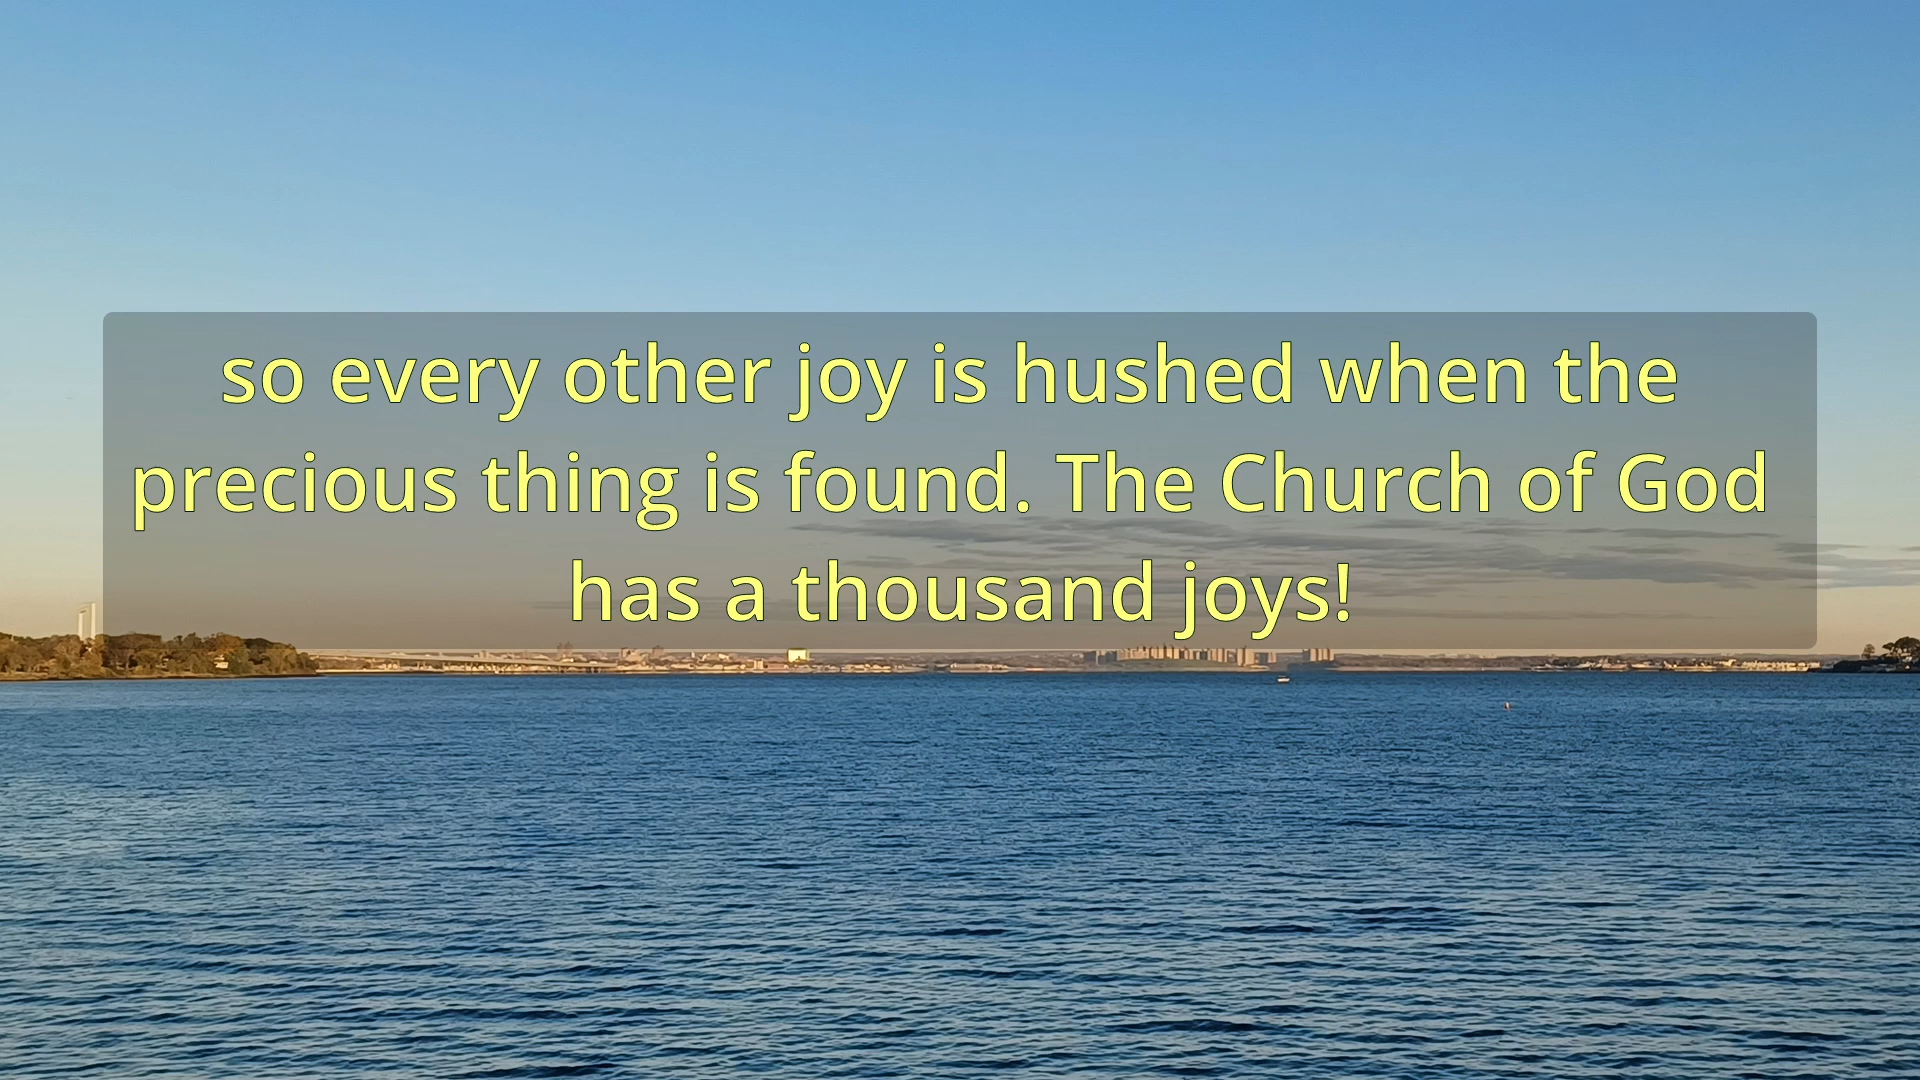 so every other joy is hushed when the
precious thing is found. The Church of God
has a thousand joys!